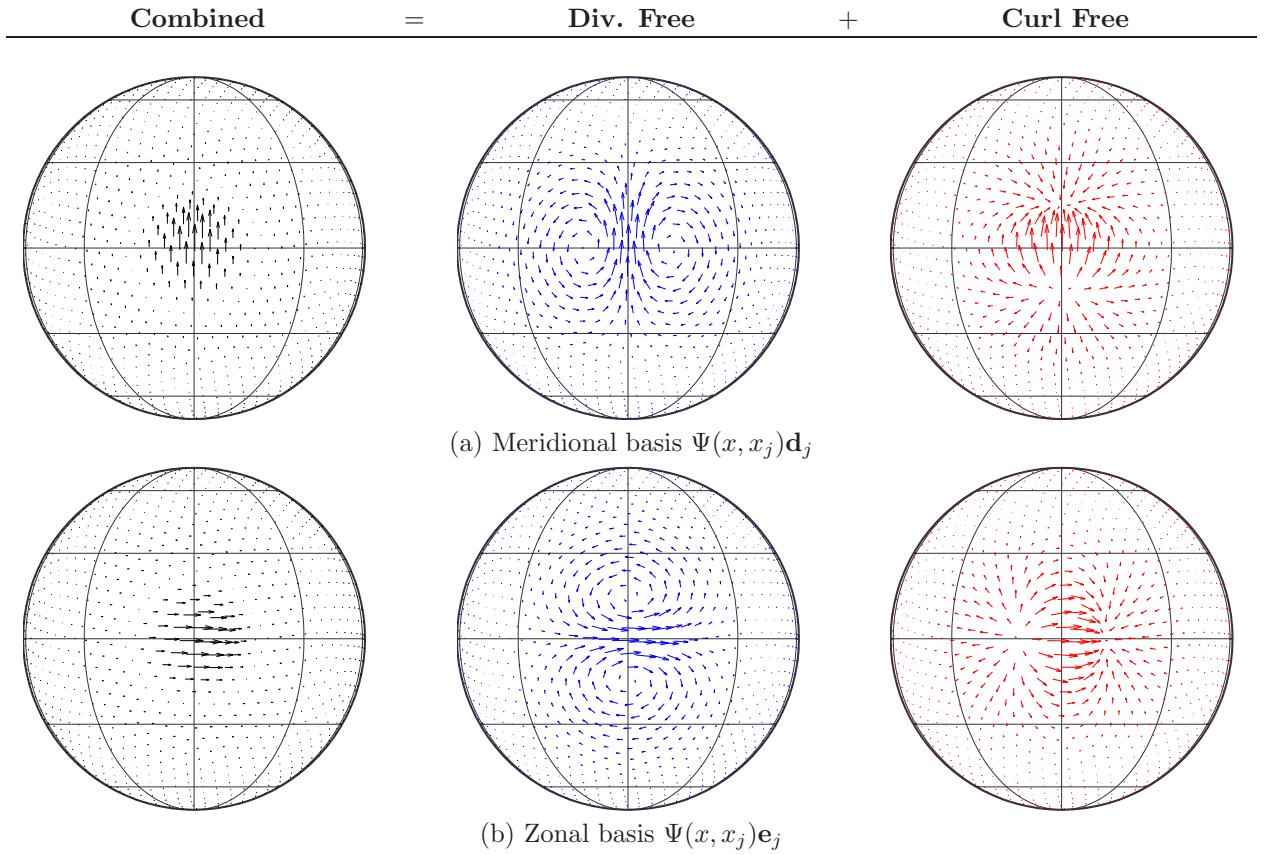 Combined = Div. Free + Curl Free
(a) Meridional basis Ψ(x, x_j)d_j
(b) Zonal basis Ψ(x, x_j)e_j